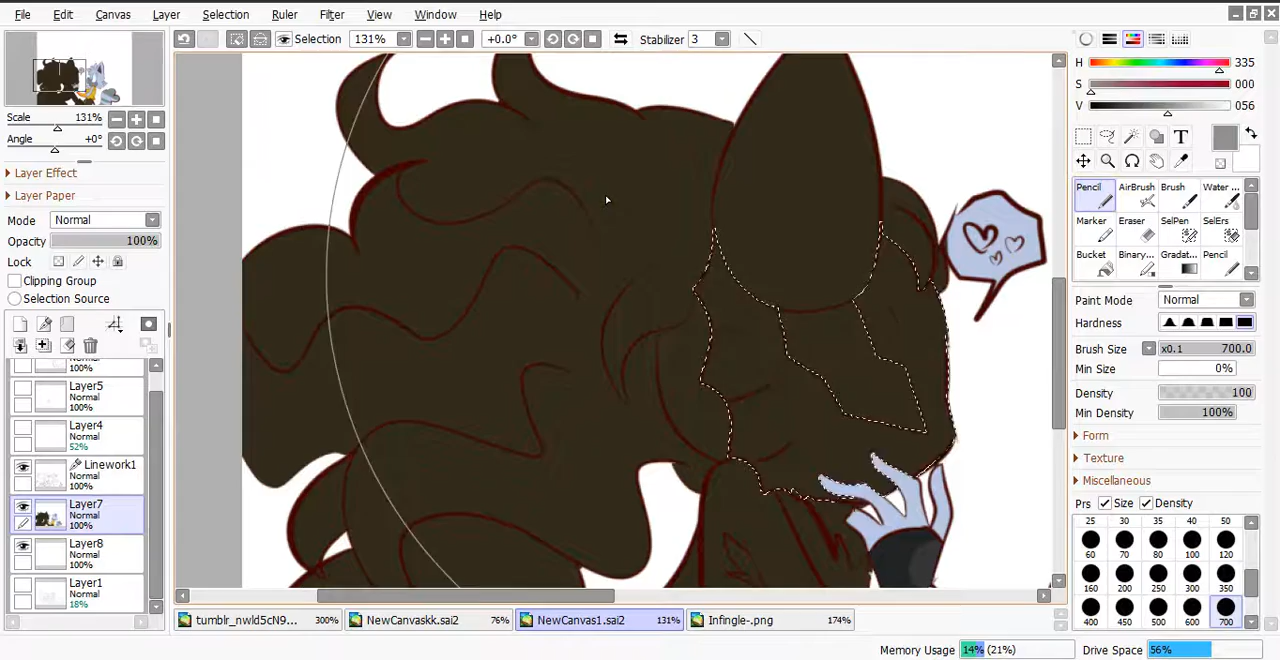 File Edit Canvas Layer Selection Ruler Filter View Window Help
Selection 131% +0.0° Stabilizer 3
Scale 131%
Angle +0°
Layer Effect
Layer Paper
Mode Normal
Opacity 100%
Lock
Clipping Group
Selection Source
Normal
100%
Layer5
Normal
100%
Layer4
Normal
52%
Linework1
Normal
100%
Layer7
Normal
100%
Layer8
Normal
100%
Layer1
Normal
18%
H 335
S 000
V 056
T
Pencil AirBrush Brush Water ...
Marker Eraser SelPen SelErs
Bucket Binary... Gradat... Pencil
Paint Mode Normal
Hardness
Brush Size x0.1 700.0
Min Size 0%
Density 100
Min Density 100%
Form
Texture
Miscellaneous
Prs Size Density
25 30 35 40 50
60 70 80 100 120
160 200 250 300 350
400 450 500 600 700
tumblr_nwld5cN9... 300% NewCanvaskk.sai2 76% NewCanvas1.sai2 131% Infingle-.png 174%
Memory Usage 14% (21%) Drive Space 56%